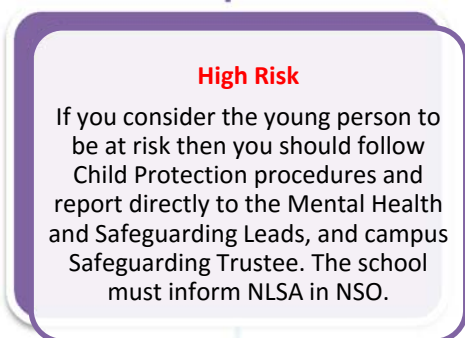 High Risk
If you consider the young person to
be at risk then you should follow
Child Protection procedures and
report directly to the Mental Health
and Safeguarding Leads, and campus
Safeguarding Trustee. The school
must inform NLSA in NSO.